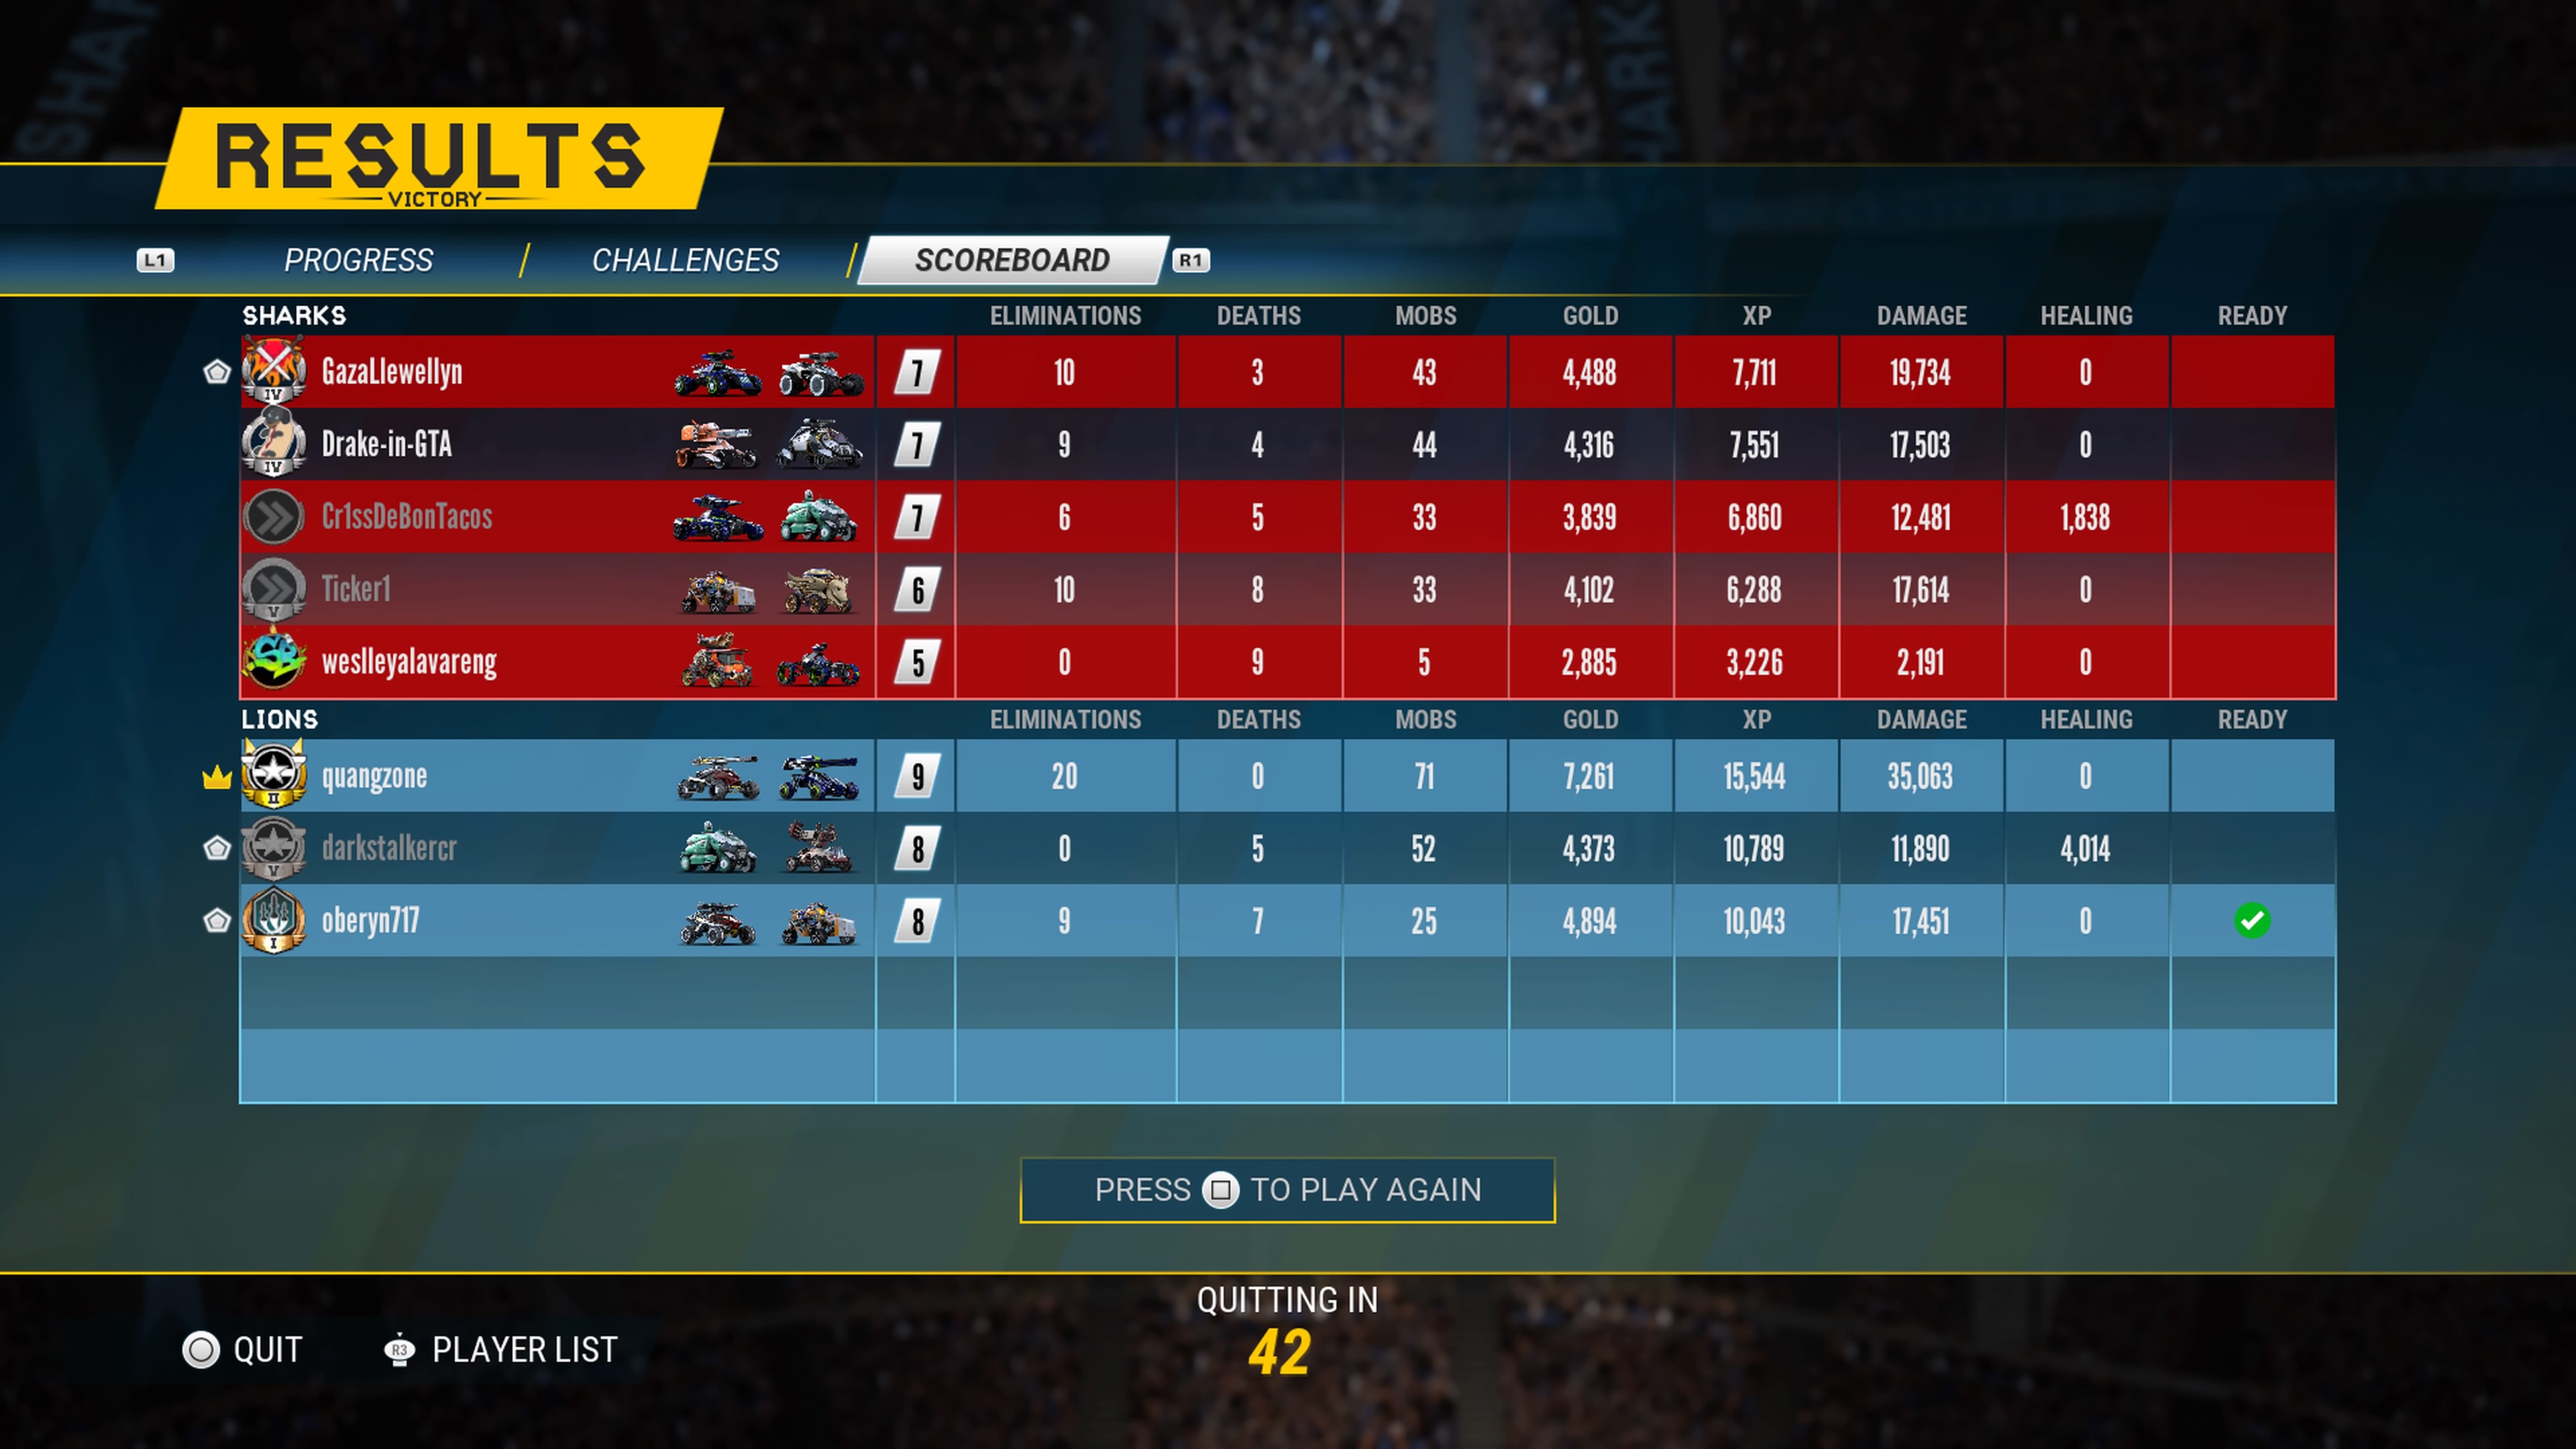 SHARKS
SHARKS
RESULTS
VICTORY
L1 PROGRESS / CHALLENGES / SCOREBOARD R1
SHARKS ELIMINATIONS DEATHS MOBS GOLD XP DAMAGE HEALING READY
IV GazaLlewellyn 7 10 3 43 4,488 7,711 19,734 0
IV Drake-in-GTA 7 9 4 44 4,316 7,551 17,503 0
Cr1ssDeBonTacos 7 6 5 33 3,839 6,860 12,481 1,838
V Ticker1 6 10 8 33 4,102 6,288 17,614 0
SR weslleyalavareng 5 0 9 5 2,885 3,226 2,191 0
LIONS ELIMINATIONS DEATHS MOBS GOLD XP DAMAGE HEALING READY
II quangzone 9 20 0 71 7,261 15,544 35,063 0
V darkstalkercr 8 0 5 52 4,373 10,789 11,890 4,014
I oberyn717 8 9 7 25 4,894 10,043 17,451 0
PRESS TO PLAY AGAIN
QUITTING IN
42
QUIT R3 PLAYER LIST